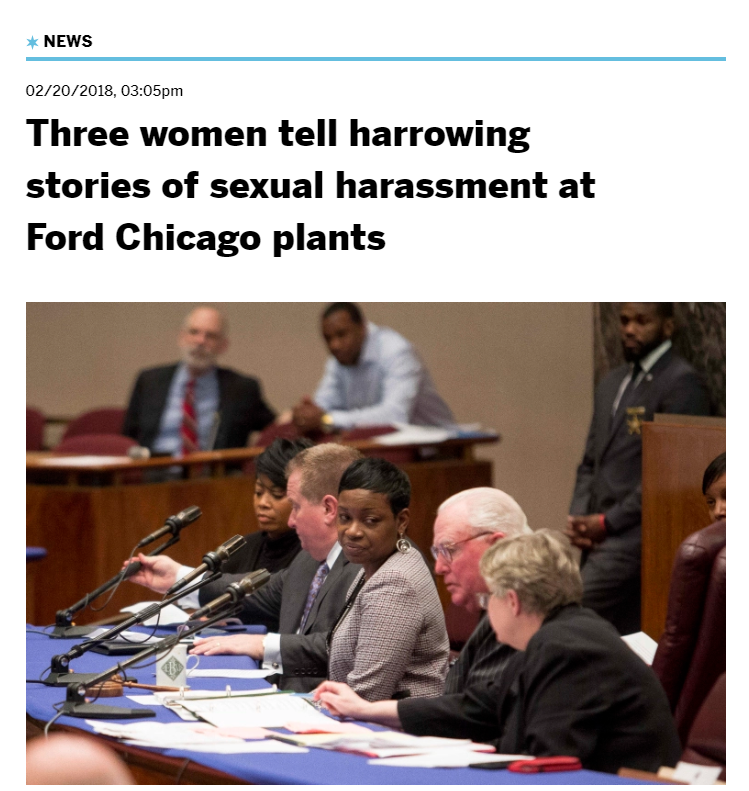 NEWS
02/20/2018, 03:05pm
Three women tell harrowing
stories of sexual harassment at
Ford Chicago plants